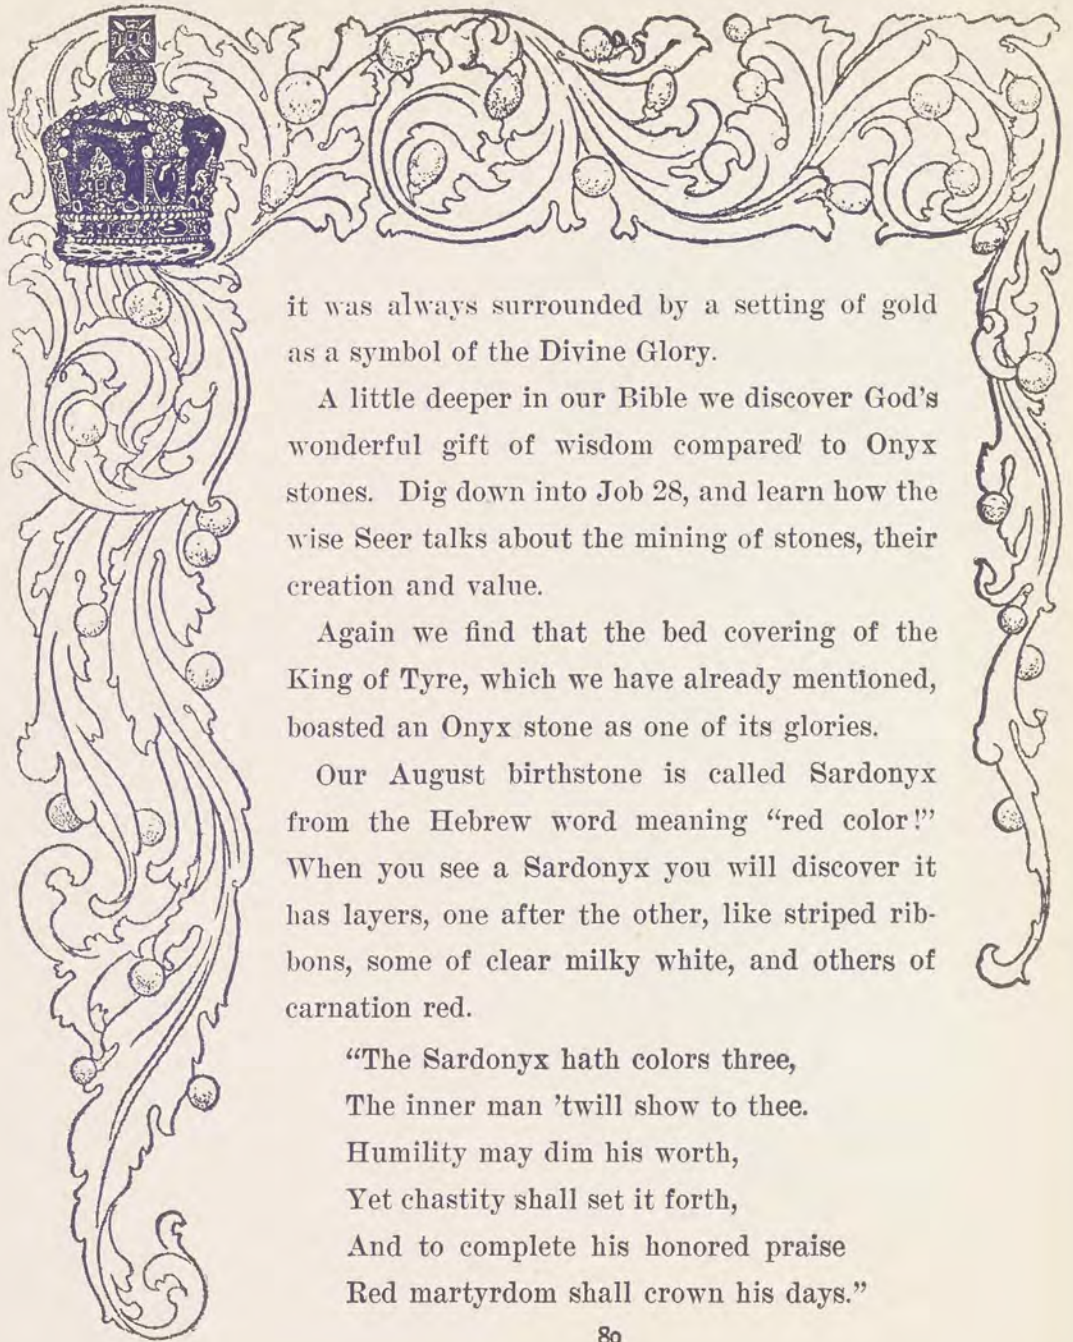 it was always surrounded by a setting of gold
as a symbol of the Divine Glory.
A little deeper in our Bible we discover God's
wonderful gift of wisdom compared to Onyx
stones. Dig down into Job 28, and learn how the
wise Seer talks about the mining of stones, their
creation and value.
Again we find that the bed covering of the
King of Tyre, which we have already mentioned,
boasted an Onyx stone as one of its glories.
Our August birthstone is called Sardonyx
from the Hebrew word meaning “red color!”
When you see a Sardonyx you will discover it
has layers, one after the other, like striped rib-
bons, some of clear milky white, and others of
carnation red.
“The Sardonyx hath colors three,
The inner man ’twill show to thee.
Humility may dim his worth,
Yet chastity shall set it forth,
And to complete his honored praise
Red martyrdom shall crown his days.”
80